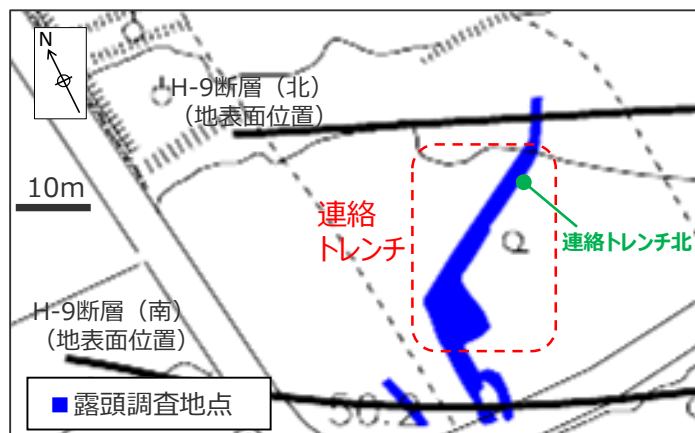 N
H-9断層（北）
（地表面位置）
10m
連絡
トレンチ
連絡トレンチ北
H-9断層（南）
（地表面位置）
露頭調査地点